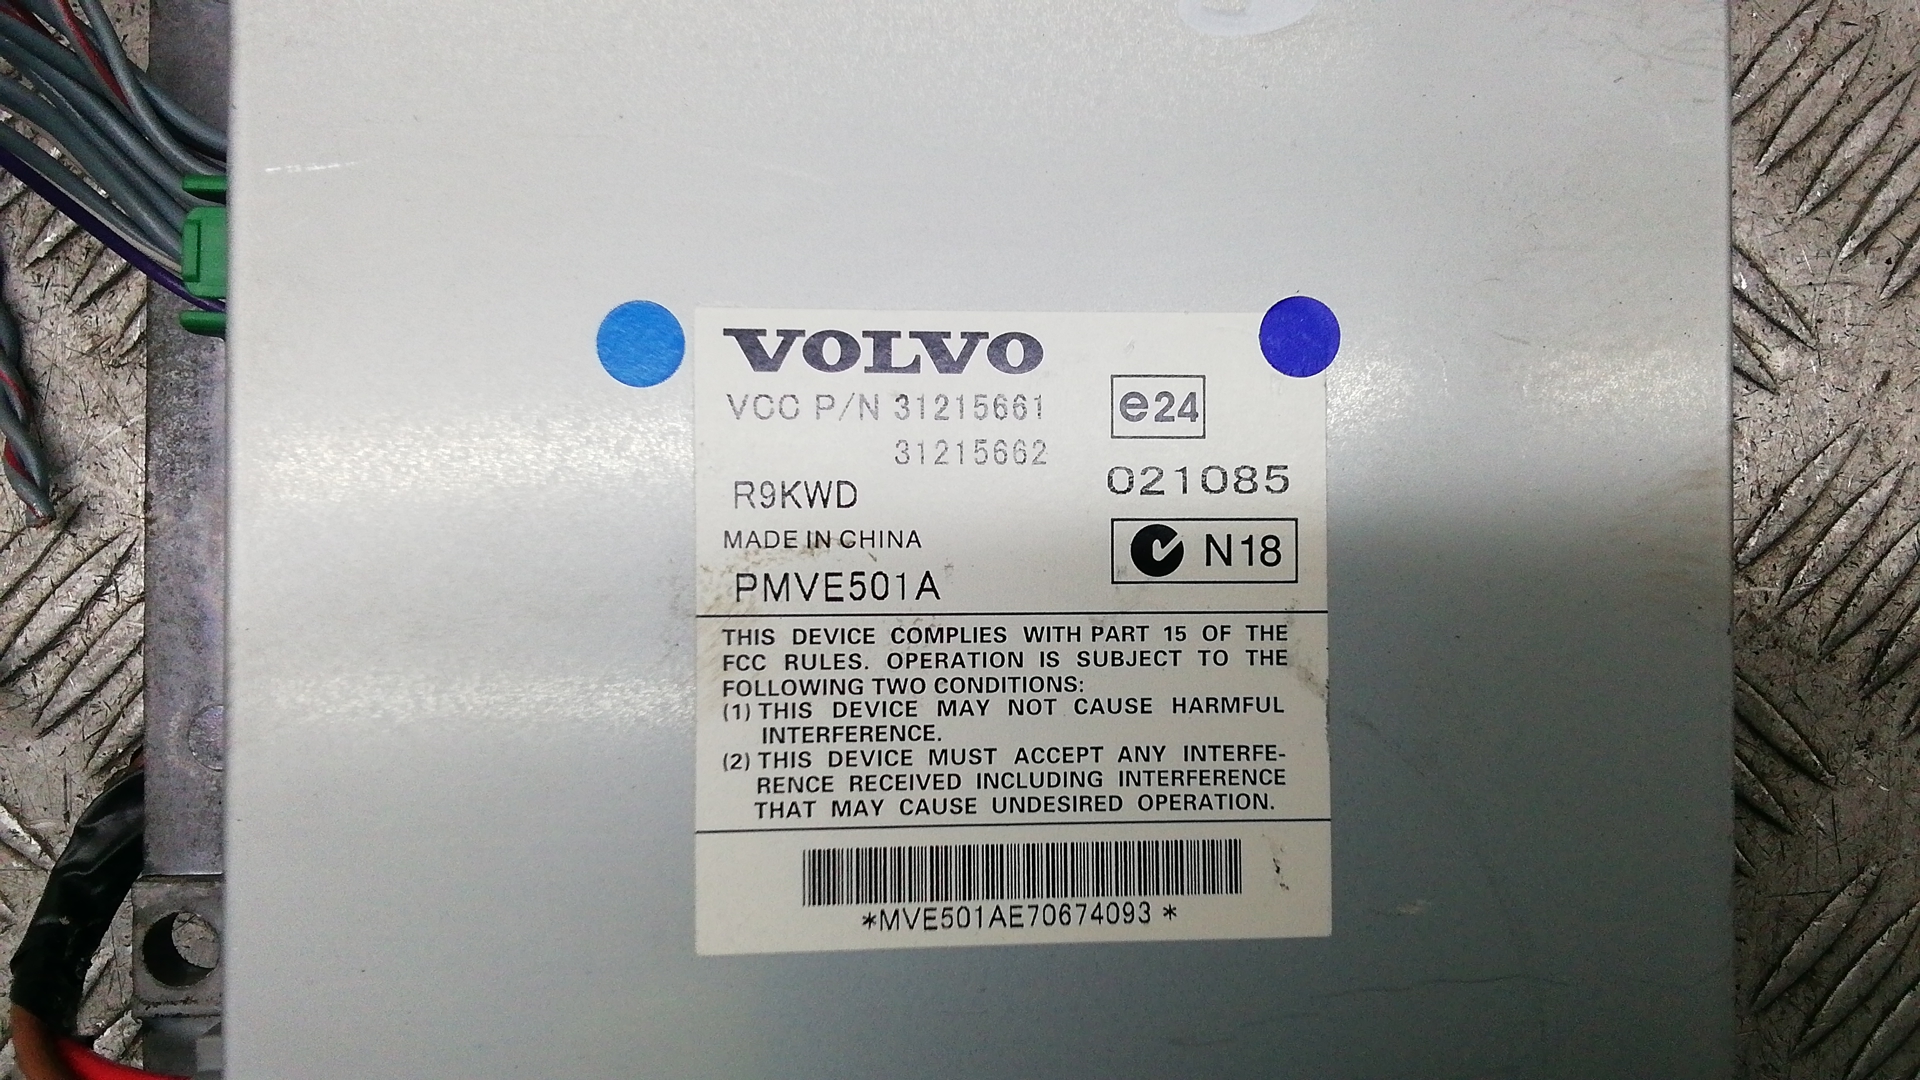 VOLVO
VCC P/N 31215661
31215662
e24
021085
R9KWD
MADE IN CHINA
N18
PMVE501A
THIS DEVICE COMPLIES WITH PART 15 OF THE
FCC RULES. OPERATION IS SUBJECT TO THE
FOLLOWING TWO CONDITIONS:
(1) THIS DEVICE MAY NOT CAUSE HARMFUL
INTERFERENCE.
(2) THIS DEVICE MUST ACCEPT ANY INTERFE-
RENCE RECEIVED INCLUDING INTERFERENCE
THAT MAY CAUSE UNDESIRED OPERATION.
*MVE501AE70674093 *